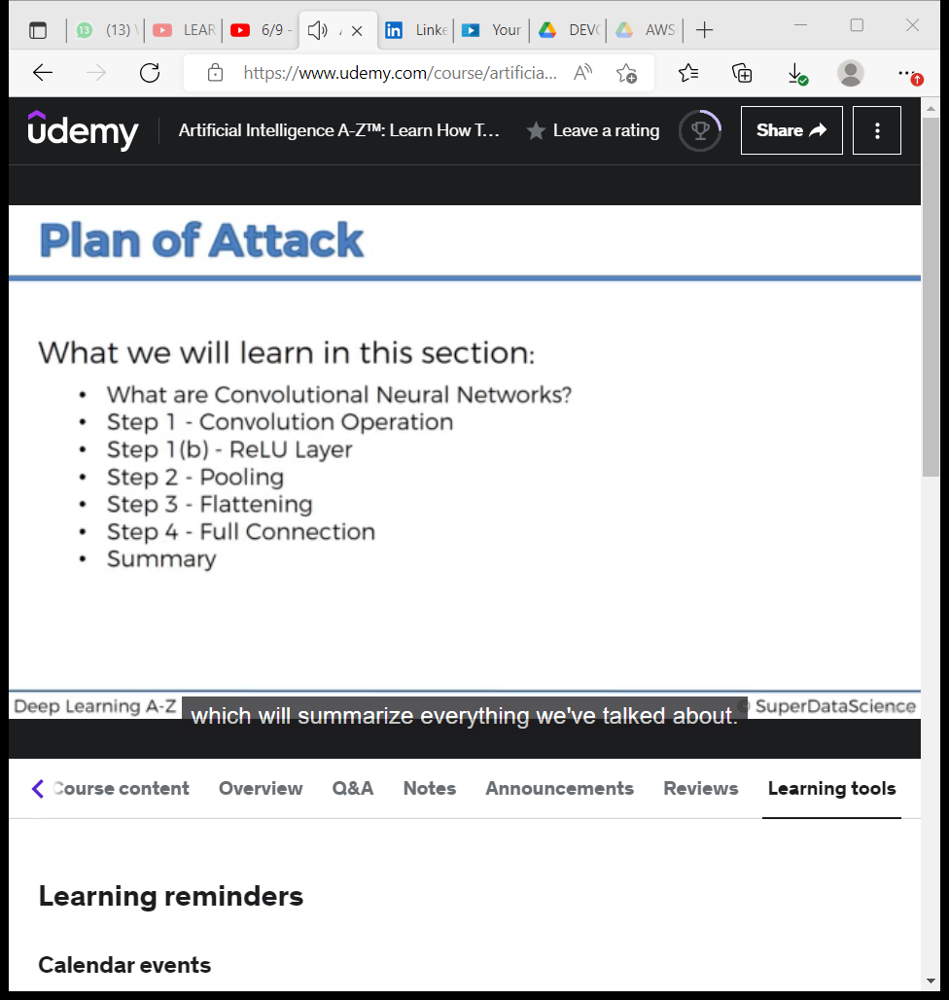 (13)
LEAR
6/9 -
Linke
Your
DEVO
AWS
https://www.udemy.com/course/artificia...
udemy
Artificial Intelligence A-Z™: Learn How T...
Leave a rating
Share
Plan of Attack
What we will learn in this section:
• What are Convolutional Neural Networks?
• Step 1 - Convolution Operation
• Step 1(b) - ReLU Layer
• Step 2 - Pooling
• Step 3 - Flattening
• Step 4 - Full Connection
• Summary
Deep Learning A-Z
© SuperDataScience
which will summarize everything we've talked about.
Course content
Overview
Q&A
Notes
Announcements
Reviews
Learning tools
Learning reminders
Calendar events